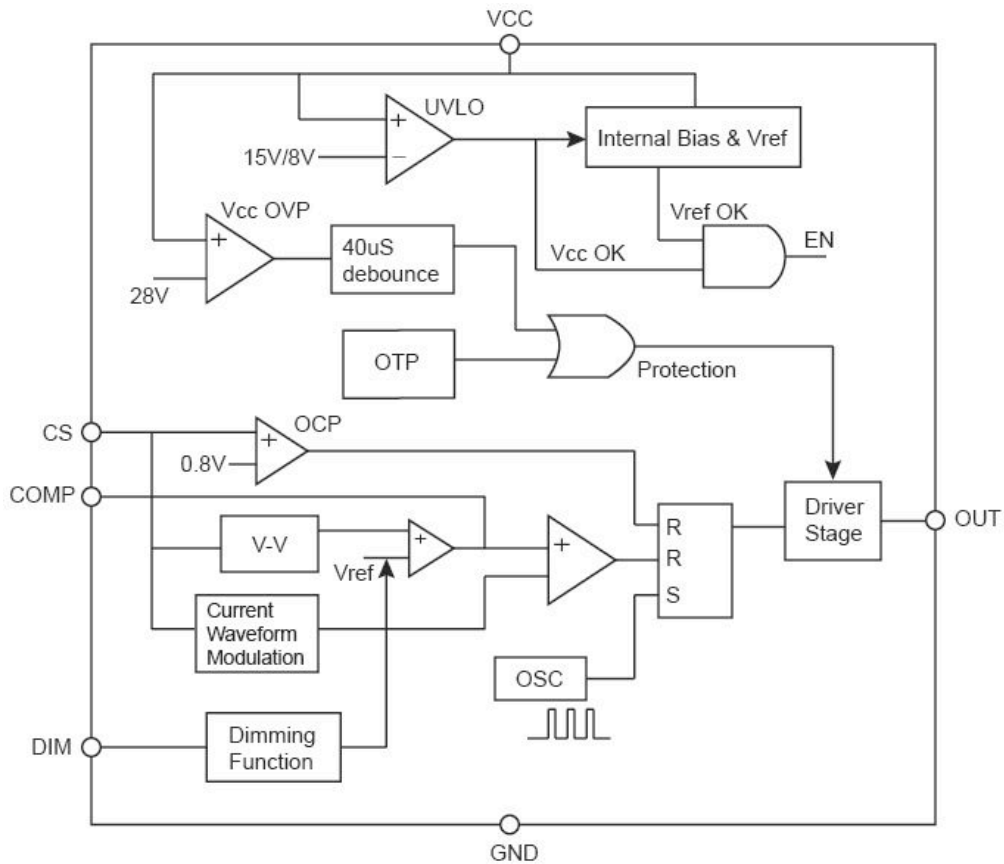 VCC
UVLO
+
−
15V/8V
Internal Bias & Vref
Vref OK
EN
Vcc OVP
+
28V
40uS
debounce
Vcc OK
OTP
Protection
CS
OCP
+
0.8V
COMP
V-V
+
Vref
+
R
R
S
Driver
Stage
OUT
Current
Waveform
Modulation
OSC
DIM
Dimming
Function
GND